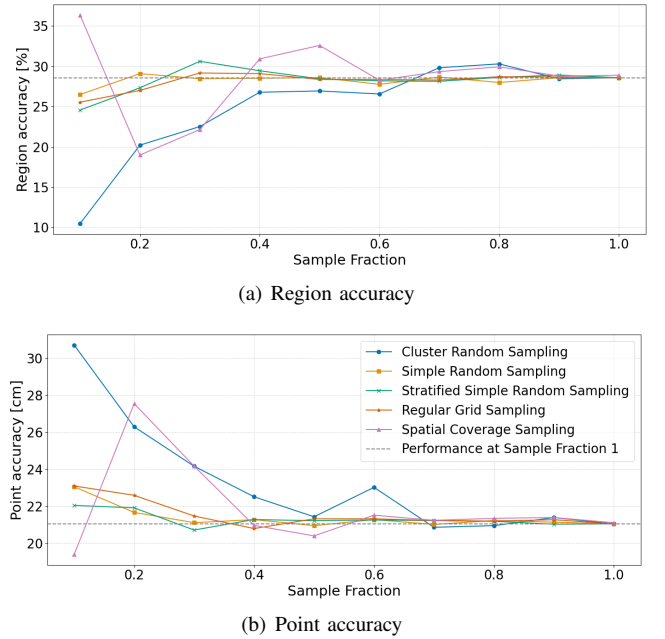 35
30
25
20
15
10
Region accuracy [%]
0.2 0.4 0.6 0.8 1.0
Sample Fraction
(a) Region accuracy
30
28
26
24
22
20
Point accuracy [cm]
Cluster Random Sampling
Simple Random Sampling
Stratified Simple Random Sampling
Regular Grid Sampling
Spatial Coverage Sampling
Performance at Sample Fraction 1
0.2 0.4 0.6 0.8 1.0
Sample Fraction
(b) Point accuracy